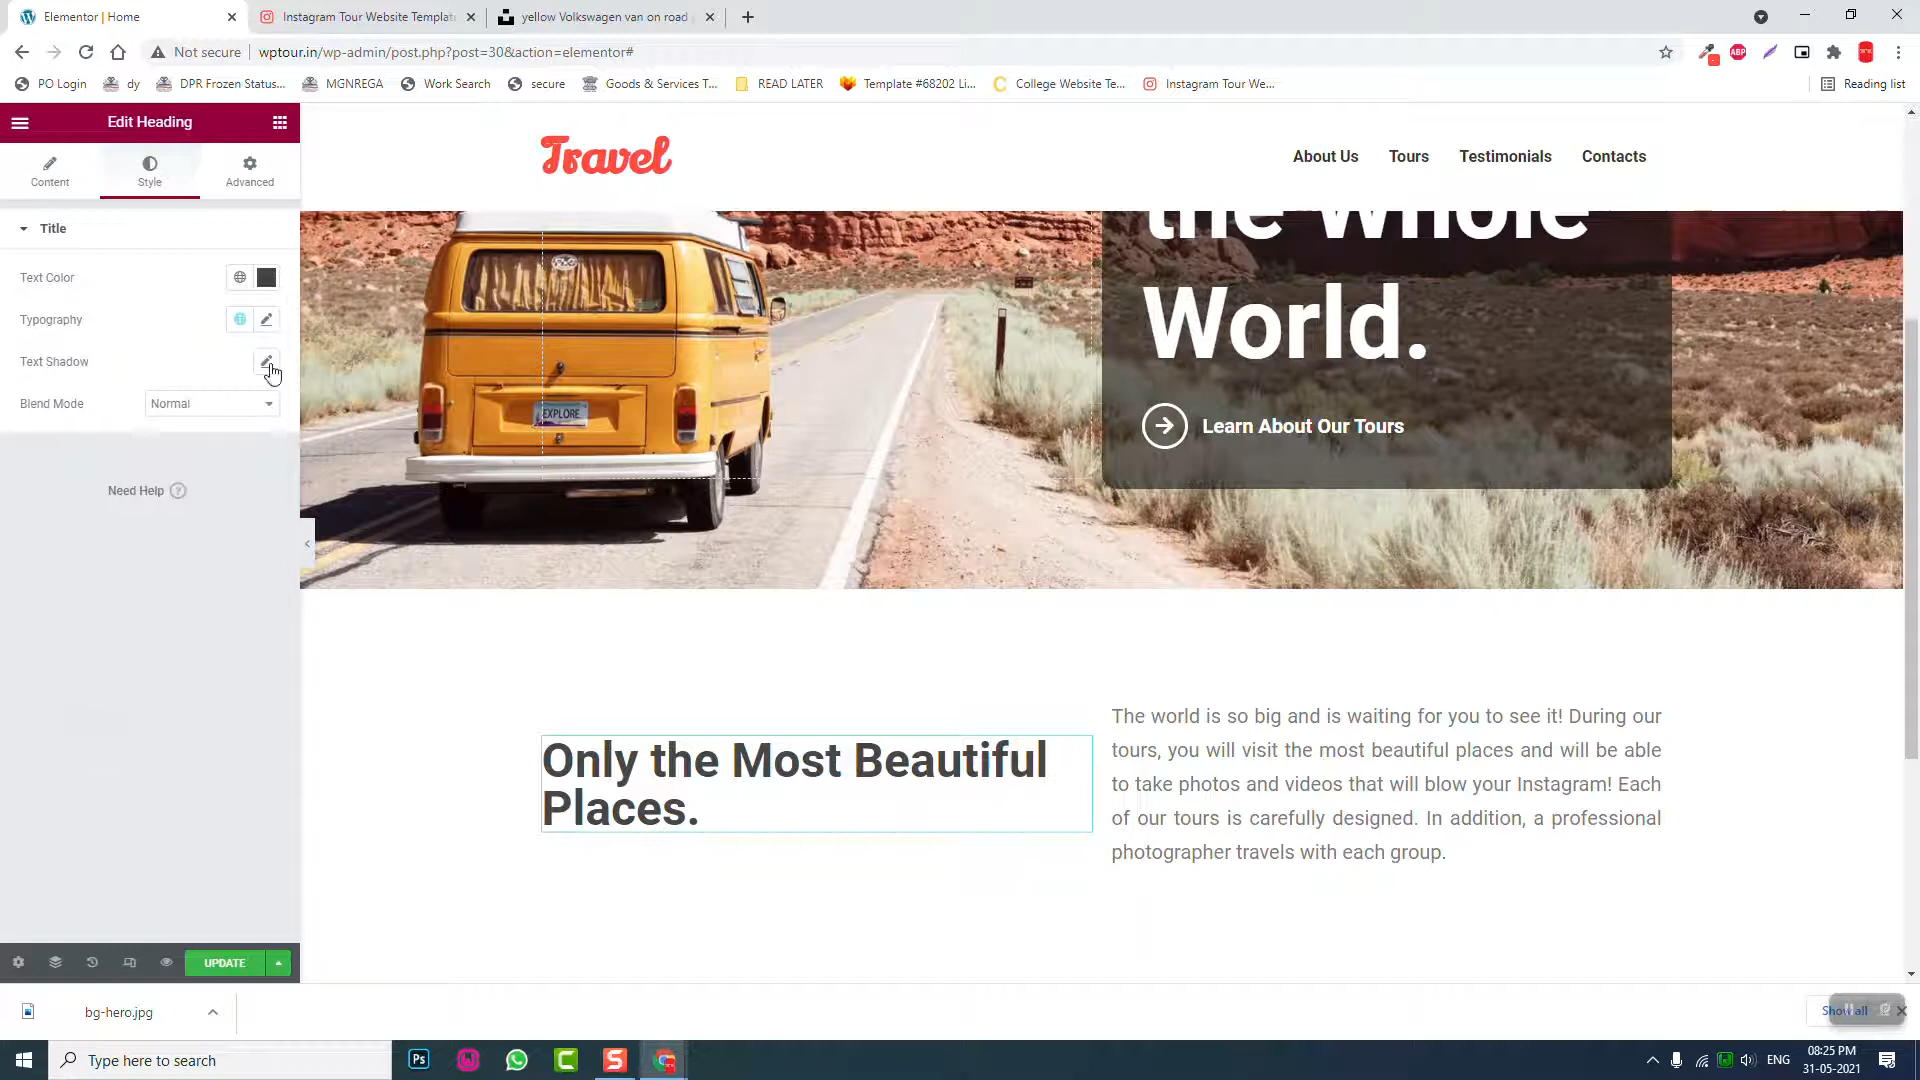 Elementor | Home
Instagram Tour Website Templat
yellow Volkswagen van on road
Not secure
wptour.in/wp-admin/post.php?post=30&action=elementor#
ABP
PO Login
dy
DPR Frozen Status...
MGNREGA
Work Search
secure
Goods & Services T...
READ LATER
Template #68202 Li...
College Website Te...
Instagram Tour We...
Reading list
Edit Heading
Content
Style
Advanced
Title
Text Color
Typography
Text Shadow
Blend Mode
Normal
Need Help
UPDATE
Travel
About Us
Tours
Testimonials
Contacts
the whole
World.
EXPLORE
Learn About Our Tours
Only the Most Beautiful
Places.
The world is so big and is waiting for you to see it! During our
tours, you will visit the most beautiful places and will be able
to take photos and videos that will blow your Instagram! Each
of our tours is carefully designed. In addition, a professional
photographer travels with each group.
bg-hero.jpg
Show all
Type here to search
Ps
ENG
08:25 PM
31-05-2021